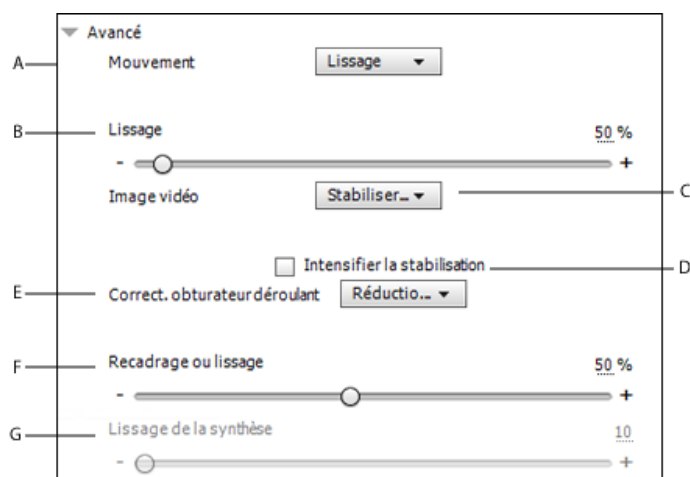 Avancé
A Mouvement Lissage
B Lissage 50 %
- +
Image vidéo Stabiliser... C
Intensifier la stabilisation D
E Correct. obturateur déroulant Réductio...
F Recadrage ou lissage 50 %
- +
G Lissage de la synthèse 10
- +